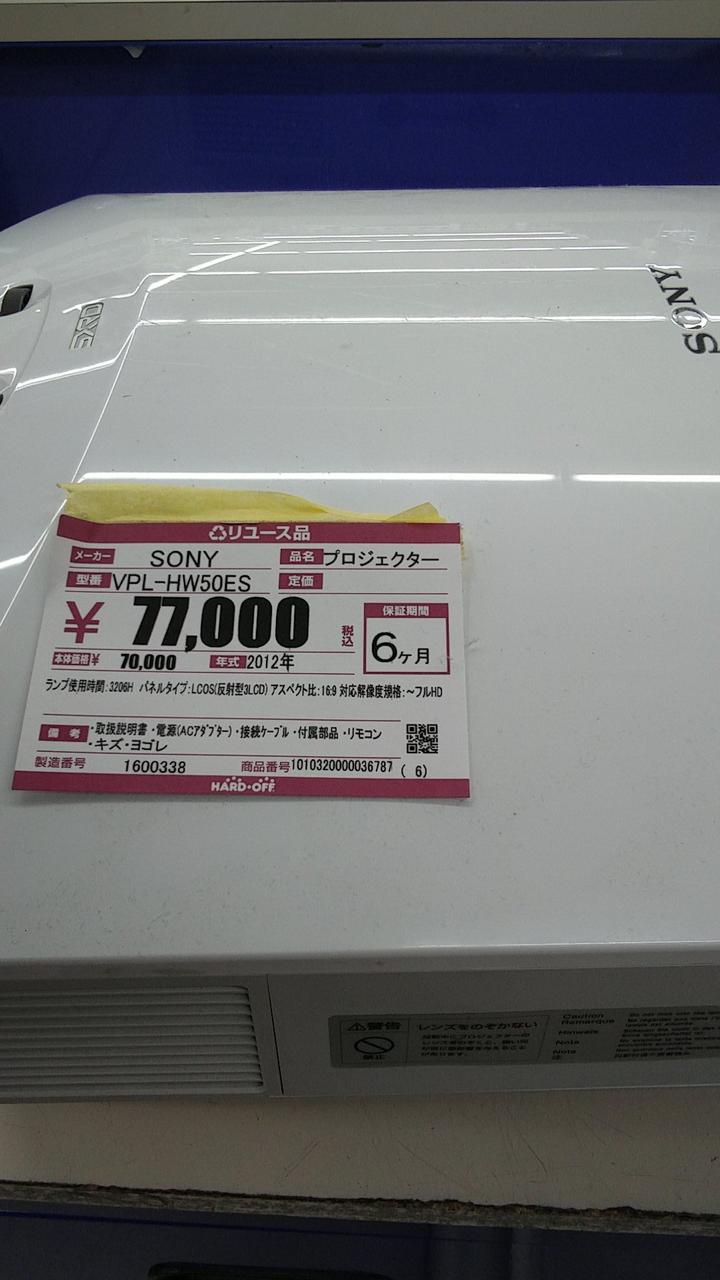 SXRD
SONY
リユース品
メーカー SONY 品名 プロジェクター
型番 VPL-HW50ES 定価
¥ 77,000 税込
保証期間
6ヶ月
本体価格¥ 70,000 年式 2012年
ランプ使用時間:3206H パネルタイプ:LCOS(反射型3LCD) アスペクト比:16:9 対応解像度規格:～フルHD
備考 ・取扱説明書・電源(ACアダプター)・接続ケーブル・付属部品・リモコン
・キズ・ヨゴレ
製造番号 1600338 商品番号 1010320000036787 (6)
HARD・OFF
警告 レンズをのぞかない
禁止
Caution
Remarque
Hinweis
Nota
Note
注